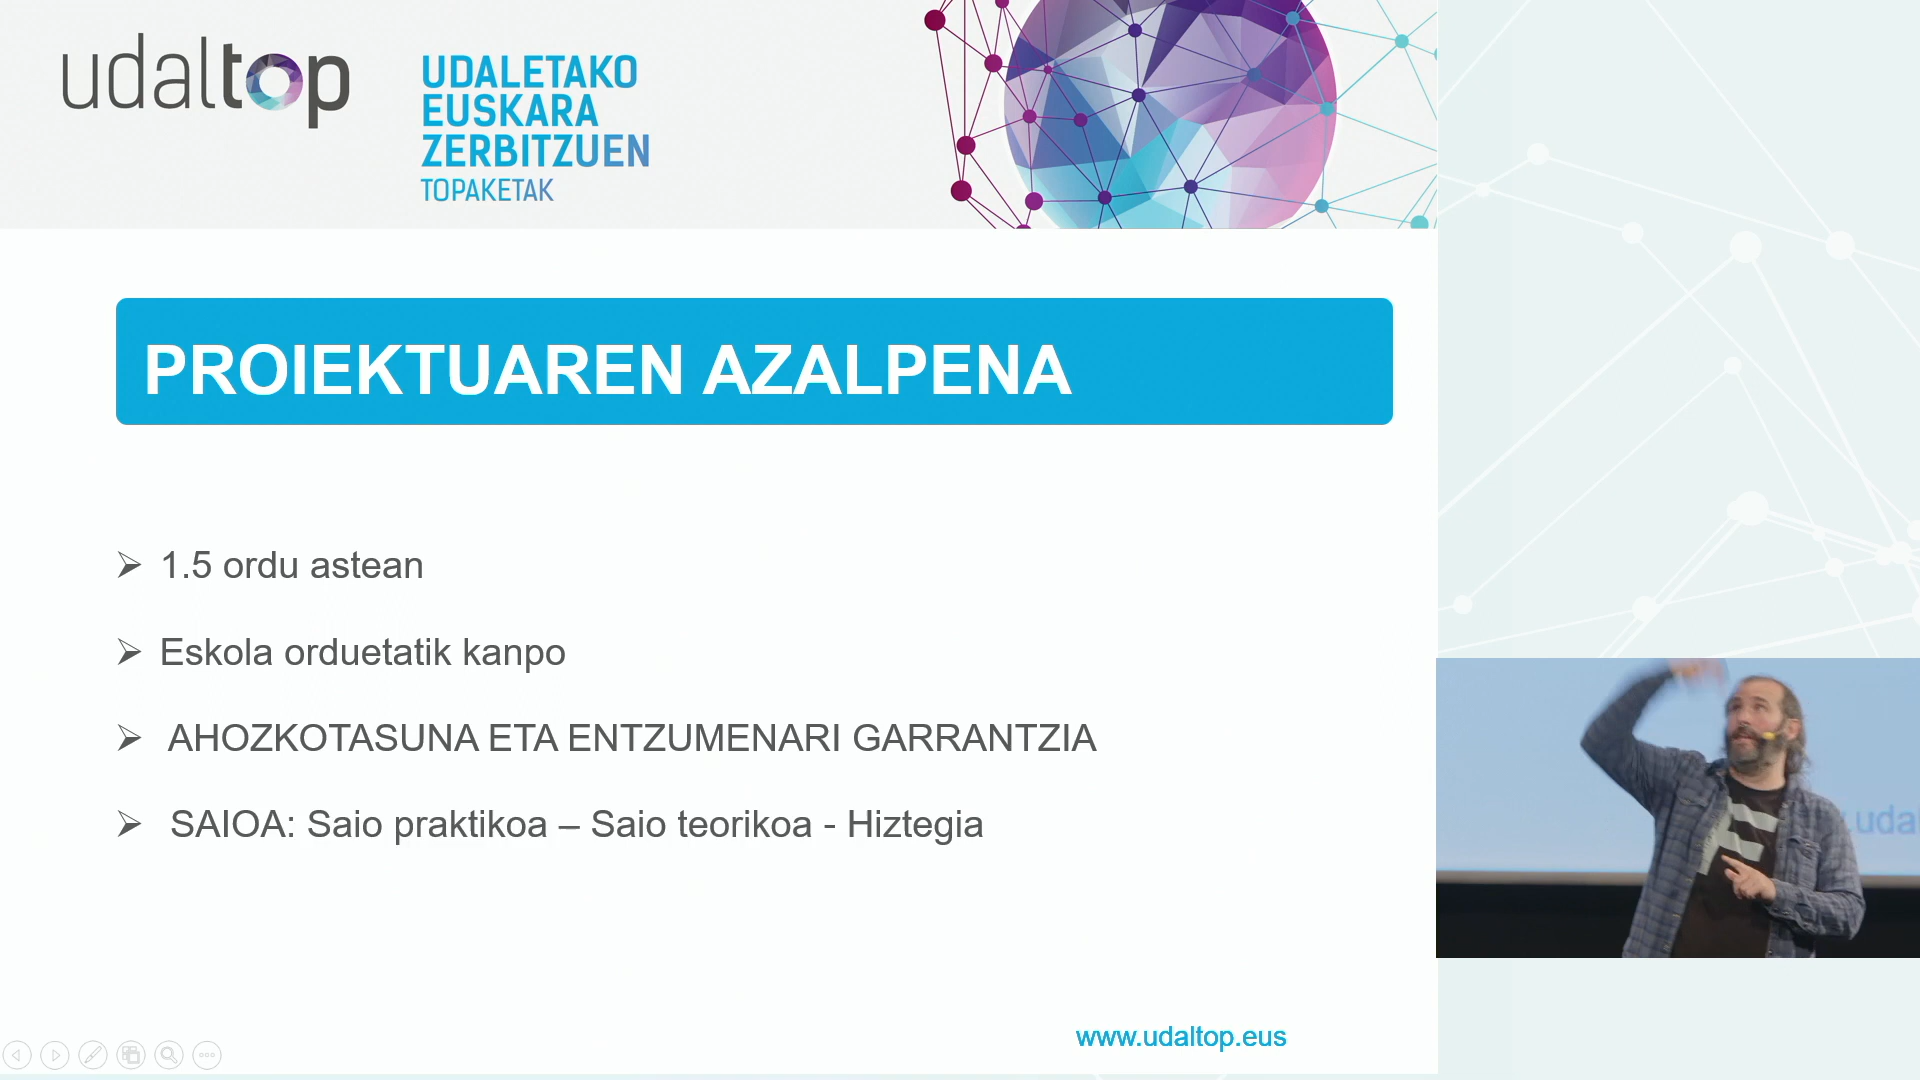 udaltop
UDALETAKO
EUSKARA
ZERBITZUEN
TOPAKETAK
PROIEKTUAREN AZALPENA
1.5 ordu astean
Eskola orduetatik kanpo
AHOZKOTASUNA ETA ENTZUMENARI GARRANTZIA
SAIOA: Saio praktikoa – Saio teorikoa - Hiztegia
www.udaltop.eus